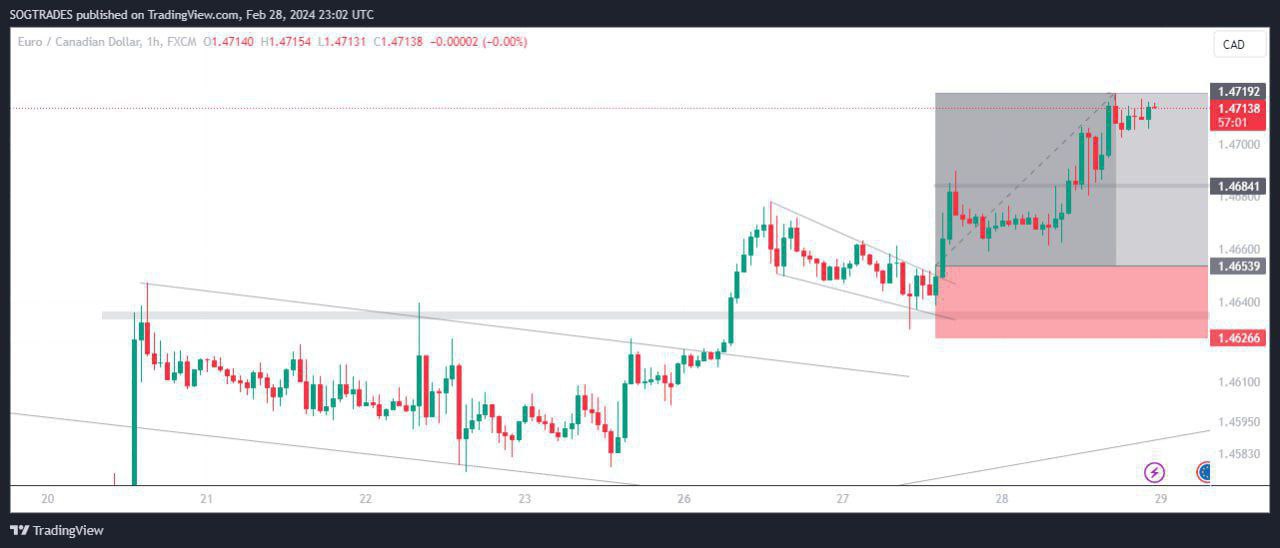 SOGTRADES published on TradingView.com, Feb 28, 2024 23:02 UTC
Euro / Canadian Dollar, 1h, FXCM O1.47140 H1.47154 L1.47131 C1.47138 −0.00002 (−0.00%)
CAD
1.47192
1.47138
57:01
1.47000
1.46841
1.46800
1.46600
1.46539
1.46400
1.46266
1.46100
1.45950
1.45830
20 21 22 23 26 27 28 29
TradingView